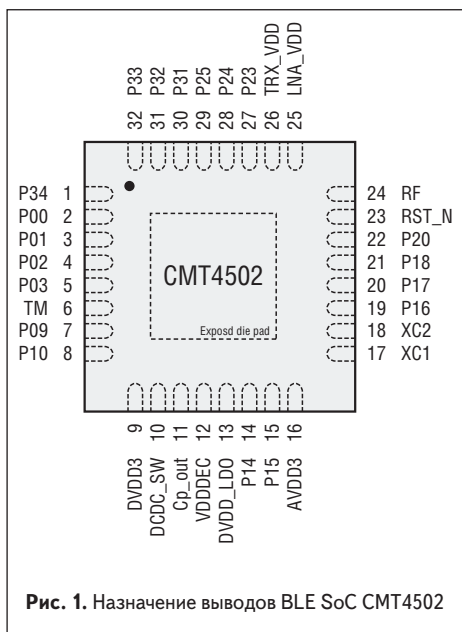 32 P33
31 P32
30 P31
29 P25
28 P24
27 P23
26 TRX_VDD
25 LNA_VDD
P34 1
P00 2
P01 3
P02 4
P03 5
TM 6
P09 7
P10 8
24 RF
23 RST_N
22 P20
21 P18
20 P17
19 P16
18 XC2
17 XC1
CMT4502
Exposd die pad
9 DVDD3
10 DCDC_SW
11 Cp_out
12 VDDDEC
13 DVDD_LDO
14 P14
15 P15
16 AVDD3
Рис. 1. Назначение выводов BLE SoC CMT4502